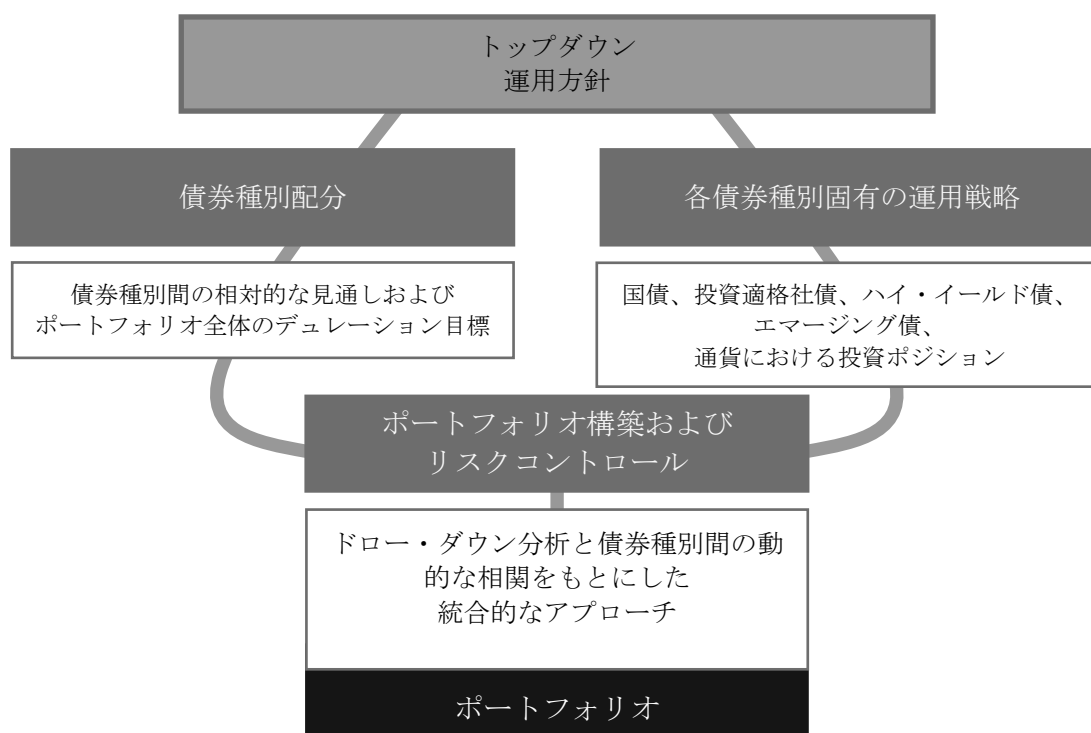 トップダウン
運用方針
債券種別配分
債券種別間の相対的な見通しおよび
ポートフォリオ全体のデュレーション目標
各債券種別固有の運用戦略
国債、投資適格社債、ハイ・イールド債、
エマージング債、
通貨における投資ポジション
ポートフォリオ構築および
リスクコントロール
ドロー・ダウン分析と債券種別間の動
的な相関をもとにした
統合的なアプローチ
ポートフォリオ